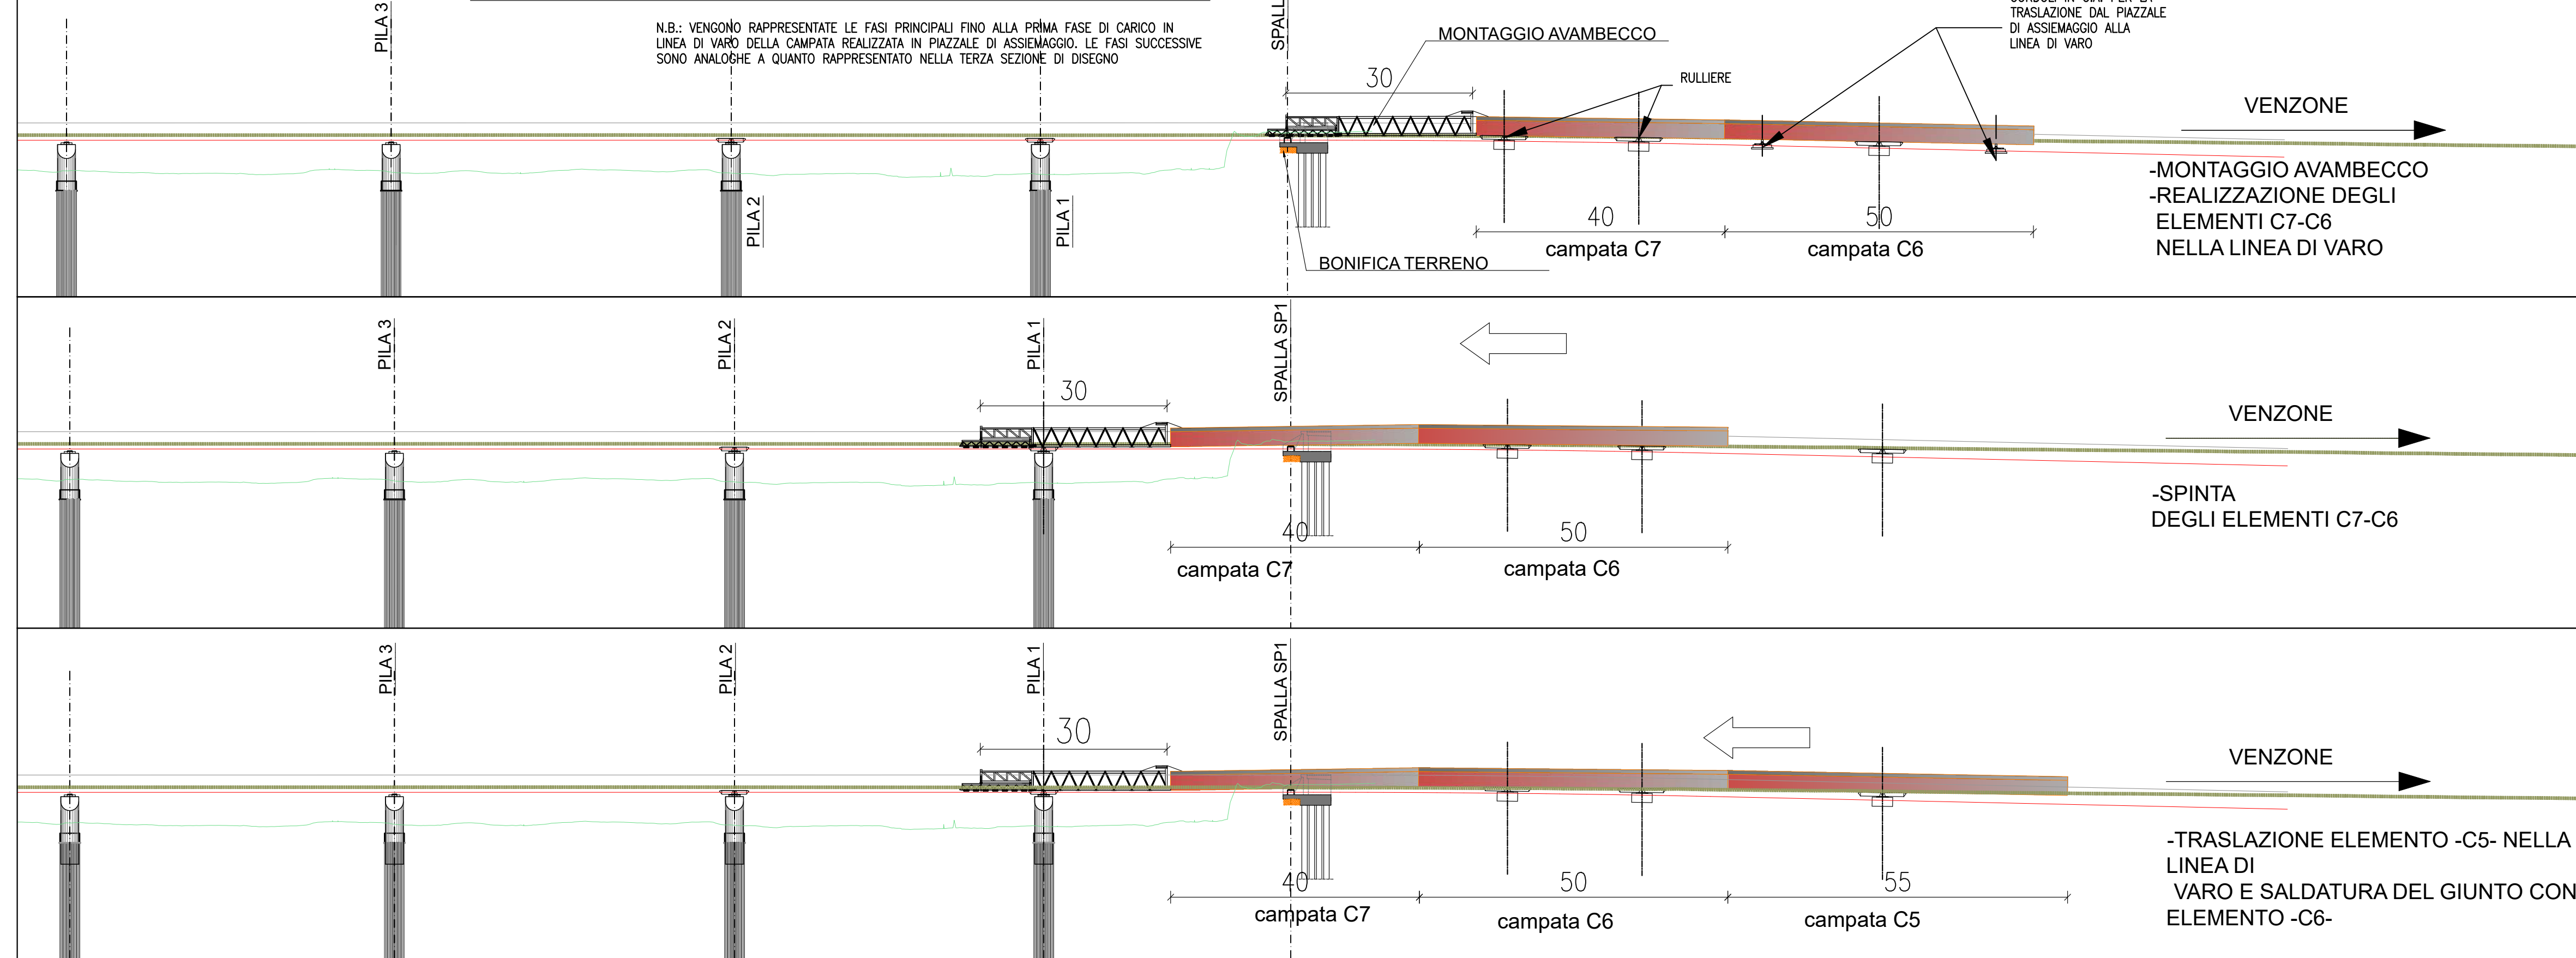 PILA 3
N.B.: VENGONO RAPPRESENTATE LE FASI PRINCIPALI FINO ALLA PRIMA FASE DI CARICO IN
LINEA DI VARO DELLA CAMPATA REALIZZATA IN PIAZZALE DI ASSIEMAGGIO. LE FASI SUCCESSIVE
SONO ANALOGHE A QUANTO RAPPRESENTATO NELLA TERZA SEZIONE DI DISEGNO
SPALL
MONTAGGIO AVAMBECCO
TRASLAZIONE DAL PIAZZALE
DI ASSIEMAGGIO ALLA
LINEA DI VARO
30
RULLIERE
VENZONE
PILA 2
PILA 1
40
50
campata C7
campata C6
BONIFICA TERRENO
-MONTAGGIO AVAMBECCO
-REALIZZAZIONE DEGLI
ELEMENTI C7-C6
NELLA LINEA DI VARO
PILA 3
PILA 2
PILA 1
SPALLA SP1
30
VENZONE
40
50
campata C7
campata C6
-SPINTA
DEGLI ELEMENTI C7-C6
PILA 3
PILA 2
PILA 1
SPALLA SP1
30
VENZONE
40
50
55
campata C7
campata C6
campata C5
-TRASLAZIONE ELEMENTO -C5- NELLA
LINEA DI
VARO E SALDATURA DEL GIUNTO CON
ELEMENTO -C6-